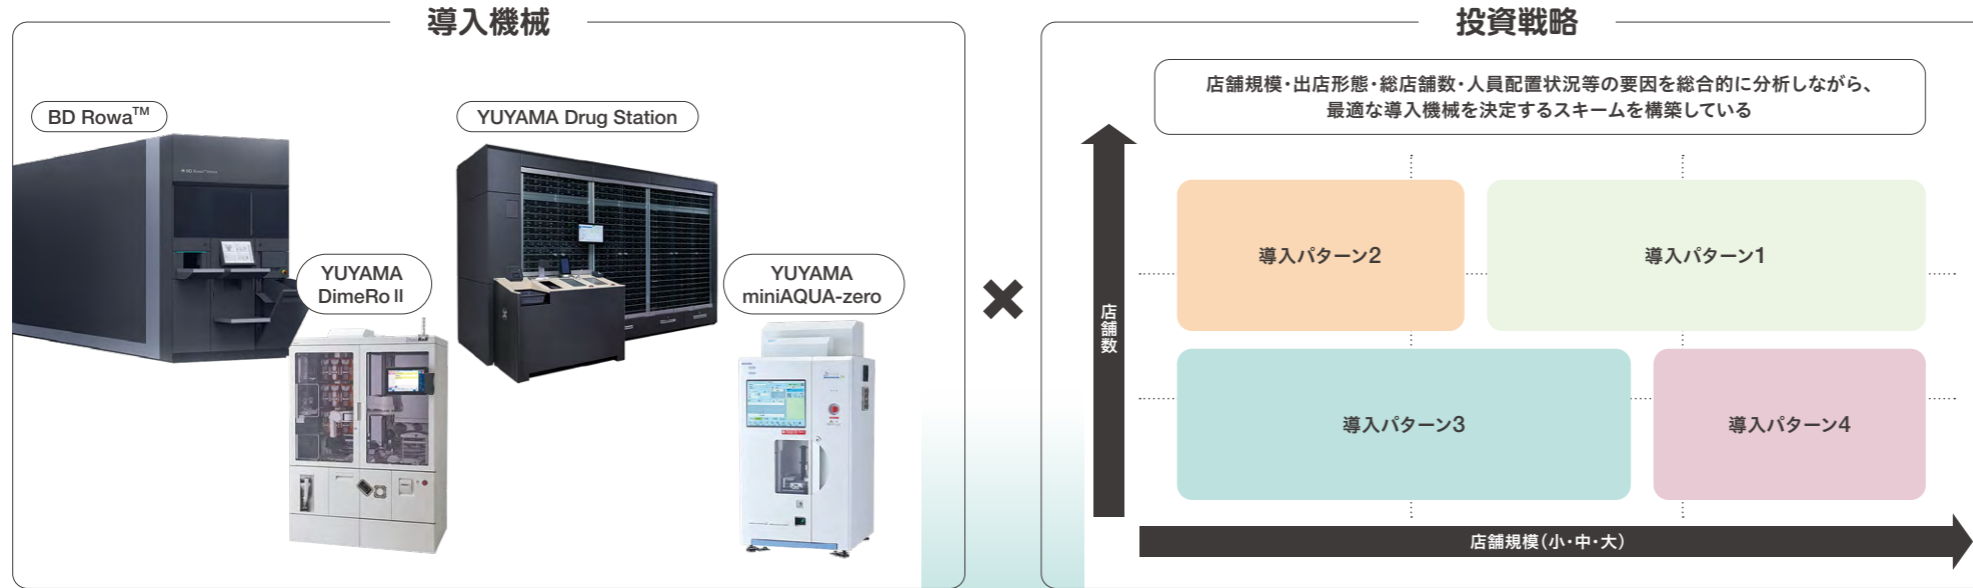 導入機械
BD Rowa™
YUYAMA Drug Station
YUYAMA
DimeRo II
YUYAMA
miniAQUA-zero
×
投資戦略
店舗規模・出店形態・総店舗数・人員配置状況等の要因を総合的に分析しながら、
最適な導入機械を決定するスキームを構築している
店舗数
導入パターン2
導入パターン1
導入パターン3
導入パターン4
店舗規模（小・中・大）